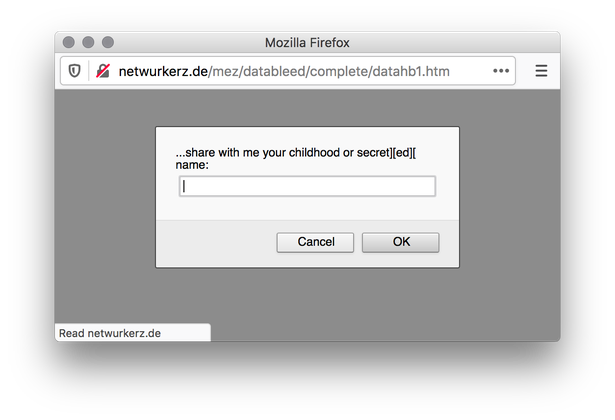 Mozilla Firefox
netwurkerz.de/mez/datableed/complete/datahb1.htm
...share with me your childhood or secret][ed][
name:
Cancel OK
Read netwurkerz.de